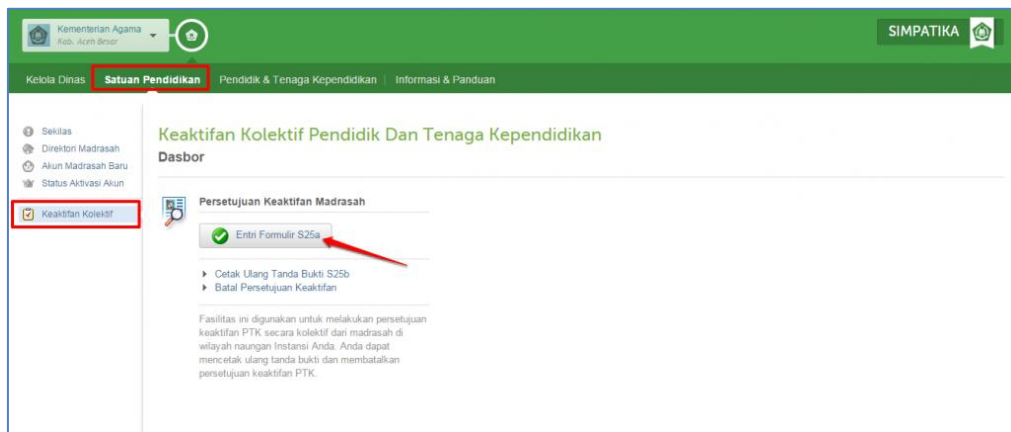 Kementerian Agama
Kab. Aceh Besar
SIMPATIKA
Kelola Dinas
Satuan Pendidikan
Pendidik & Tenaga Kependidikan
Informasi & Panduan
Sekilas
Direktori Madrasah
Akun Madrasah Baru
Status Aktivasi Akun
Keaktifan Kolektif
Keaktifan Kolektif Pendidik Dan Tenaga Kependidikan
Dasbor
Persetujuan Keaktifan Madrasah
Entri Formulir S25a
Cetak Ulang Tanda Bukti S25b
Batal Persetujuan Keaktifan
Fasilitas ini digunakan untuk melakukan persetujuan
keaktifan PTK secara kolektif dari madrasah di
wilayah naungan Instansi Anda. Anda dapat
mencetak ulang tanda bukti dan membatalkan
persetujuan keaktifan PTK.